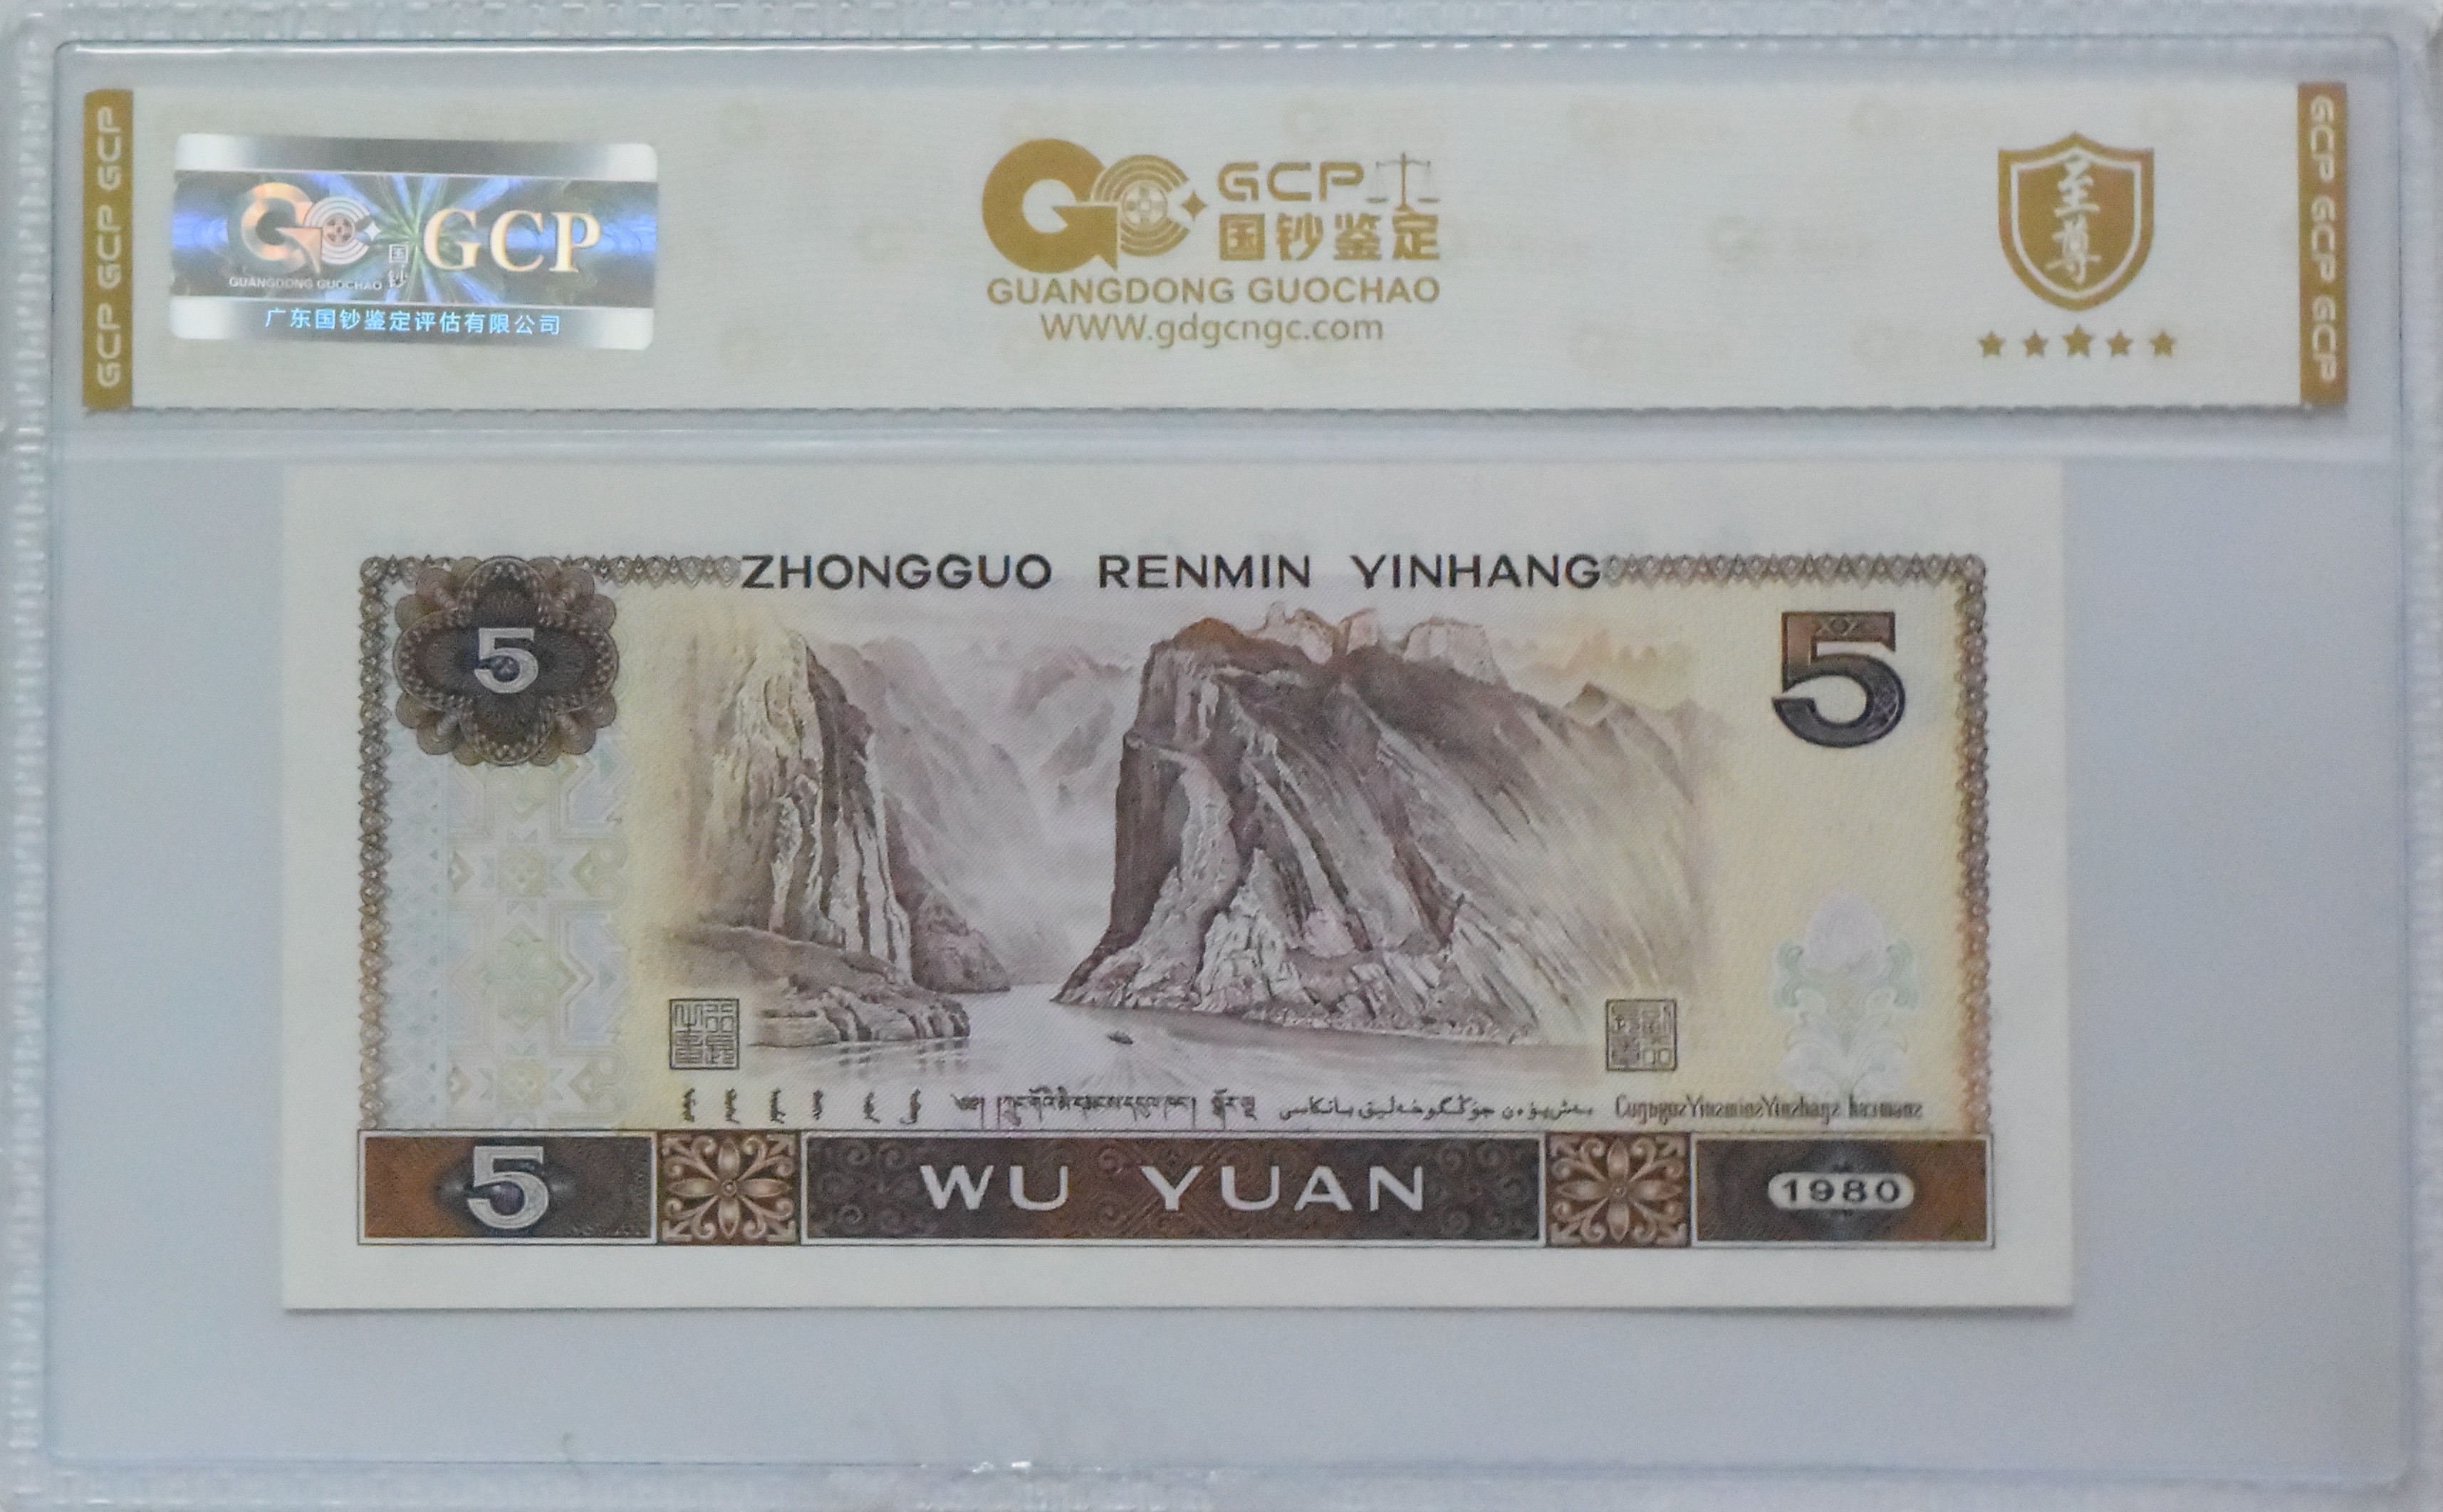 GCP GCP GCP
GCP
国钞
GUANGDONG GUOCHAO
广东国钞鉴定评估有限公司
GCP
国钞鉴定
GUANGDONG GUOCHAO
WWW.gdgcngc.com
至尊
GCP GCP GCP
ZHONGGUO RENMIN YINHANG
5
5
5
WU YUAN
1980